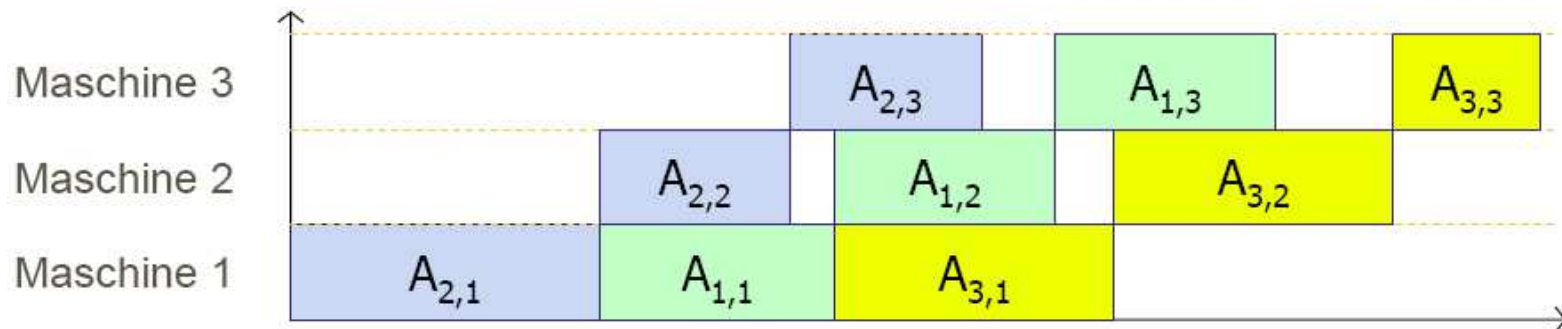 Maschine 3 A2,3 A1,3 A3,3
Maschine 2 A2,2 A1,2 A3,2
Maschine 1 A2,1 A1,1 A3,1